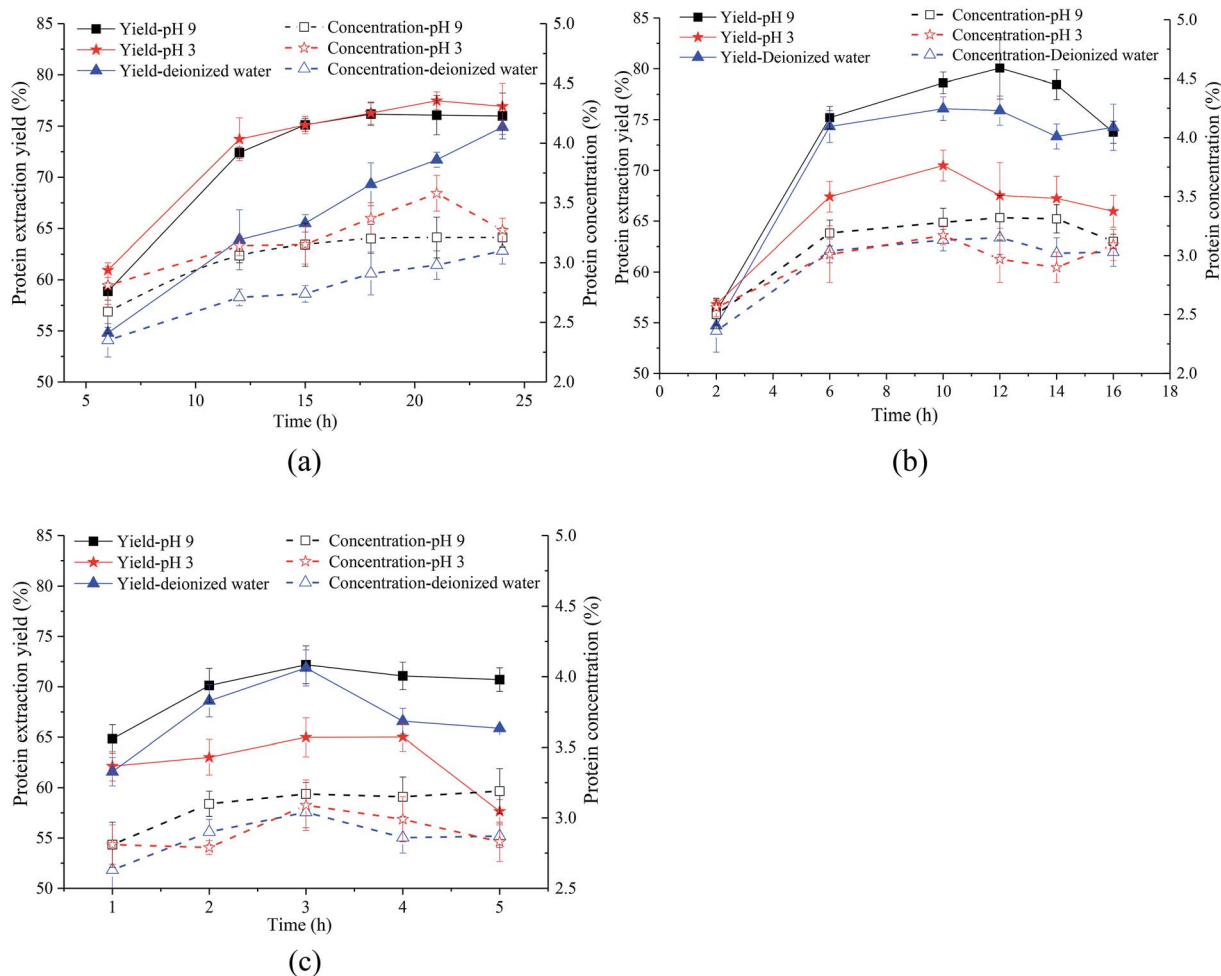 85
80
75
70
65
60
55
50
Protein extraction yield (%)
Yield-pH 9
Yield-pH 3
Yield-deionized water
Concentration-pH 9
Concentration-pH 3
Concentration-deionized water
5.0
4.5
4.0
3.5
3.0
2.5
2.0
Protein concentration (%)
5 10 15 20 25
Time (h)
(a)
85
80
75
70
65
60
55
50
Protein extraction yield (%)
Yield-pH 9
Yield-pH 3
Yield-Deionized water
Concentration-pH 9
Concentration-pH 3
Concentration-Deionized water
5.0
4.5
4.0
3.5
3.0
2.5
2.0
Protein concentration (%)
0 2 4 6 8 10 12 14 16 18
Time (h)
(b)
85
80
75
70
65
60
55
50
Protein extraction yield (%)
Yield-pH 9
Yield-pH 3
Yield-deionized water
Concentration-pH 9
Concentration-pH 3
Concentration-deionized water
5.0
4.5
4.0
3.5
3.0
2.5
Protein concentration (%)
1 2 3 4 5
Time (h)
(c)